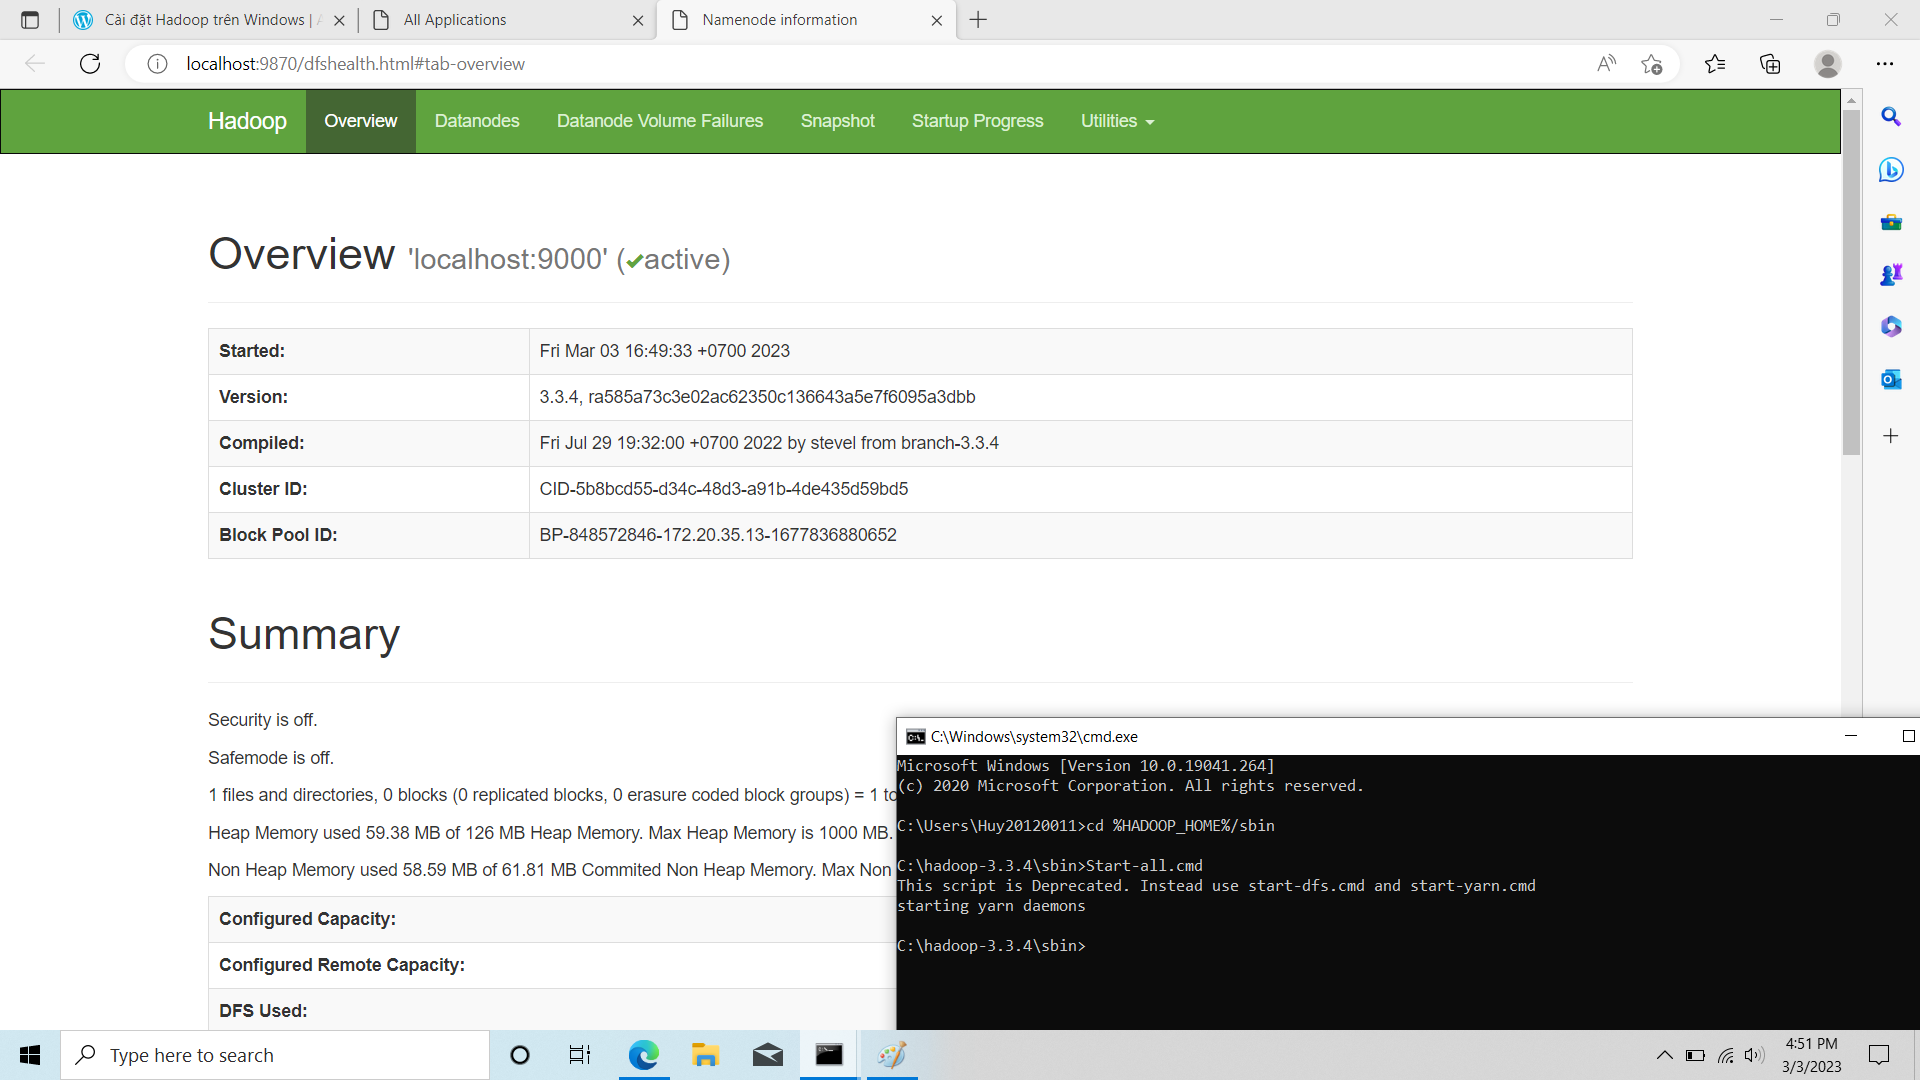 Cài đặt Hadoop trên Windows |
All Applications
Namenode information
localhost:9870/dfshealth.html#tab-overview
Hadoop
Overview
Datanodes
Datanode Volume Failures
Snapshot
Startup Progress
Utilities
Overview 'localhost:9000' (✔active)
Started: Fri Mar 03 16:49:33 +0700 2023
Version: 3.3.4, ra585a73c3e02ac62350c136643a5e7f6095a3dbb
Compiled: Fri Jul 29 19:32:00 +0700 2022 by stevel from branch-3.3.4
Cluster ID: CID-5b8bcd55-d34c-48d3-a91b-4de435d59bd5
Block Pool ID: BP-848572846-172.20.35.13-1677836880652
Summary
Security is off.
Safemode is off.
1 files and directories, 0 blocks (0 replicated blocks, 0 erasure coded block groups) = 1 to
Heap Memory used 59.38 MB of 126 MB Heap Memory. Max Heap Memory is 1000 MB.
Non Heap Memory used 58.59 MB of 61.81 MB Commited Non Heap Memory. Max Non
Configured Capacity:
Configured Remote Capacity:
DFS Used:
C:\Windows\system32\cmd.exe
Microsoft Windows [Version 10.0.19041.264]
(c) 2020 Microsoft Corporation. All rights reserved.
C:\Users\Huy20120011>cd %HADOOP_HOME%/sbin
C:\hadoop-3.3.4\sbin>Start-all.cmd
This script is Deprecated. Instead use start-dfs.cmd and start-yarn.cmd
starting yarn daemons
C:\hadoop-3.3.4\sbin>
Type here to search
4:51 PM
3/3/2023